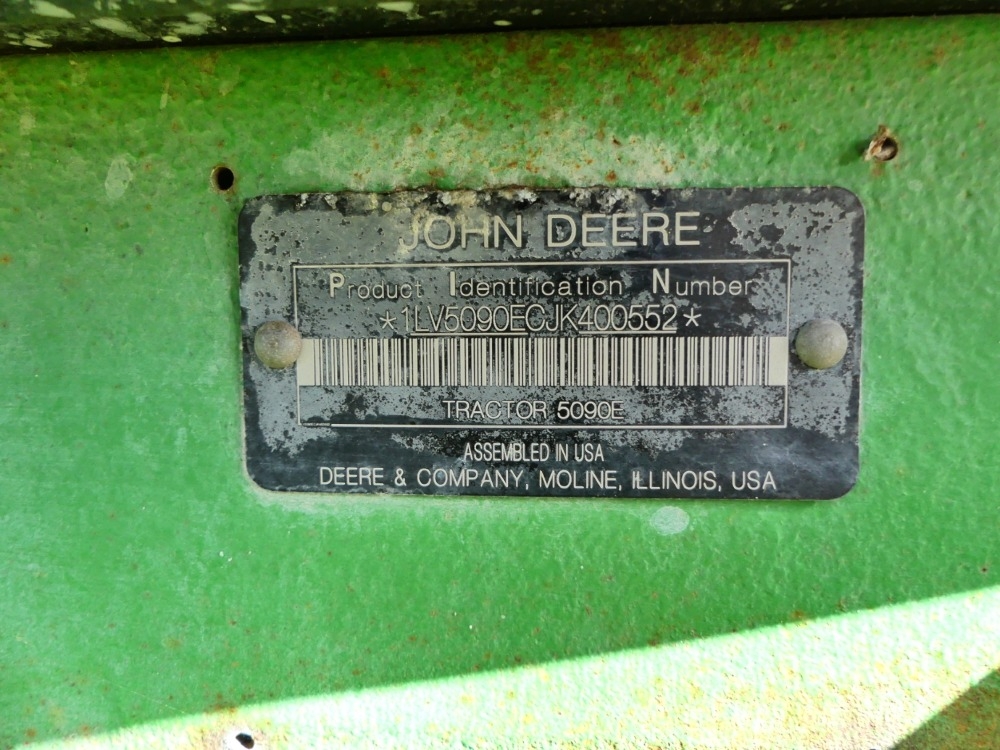 JOHN DEERE
Product Identification Number
*1LV5090ECJK400552*
TRACTOR 5090E
ASSEMBLED IN USA
DEERE & COMPANY, MOLINE, ILLINOIS, USA